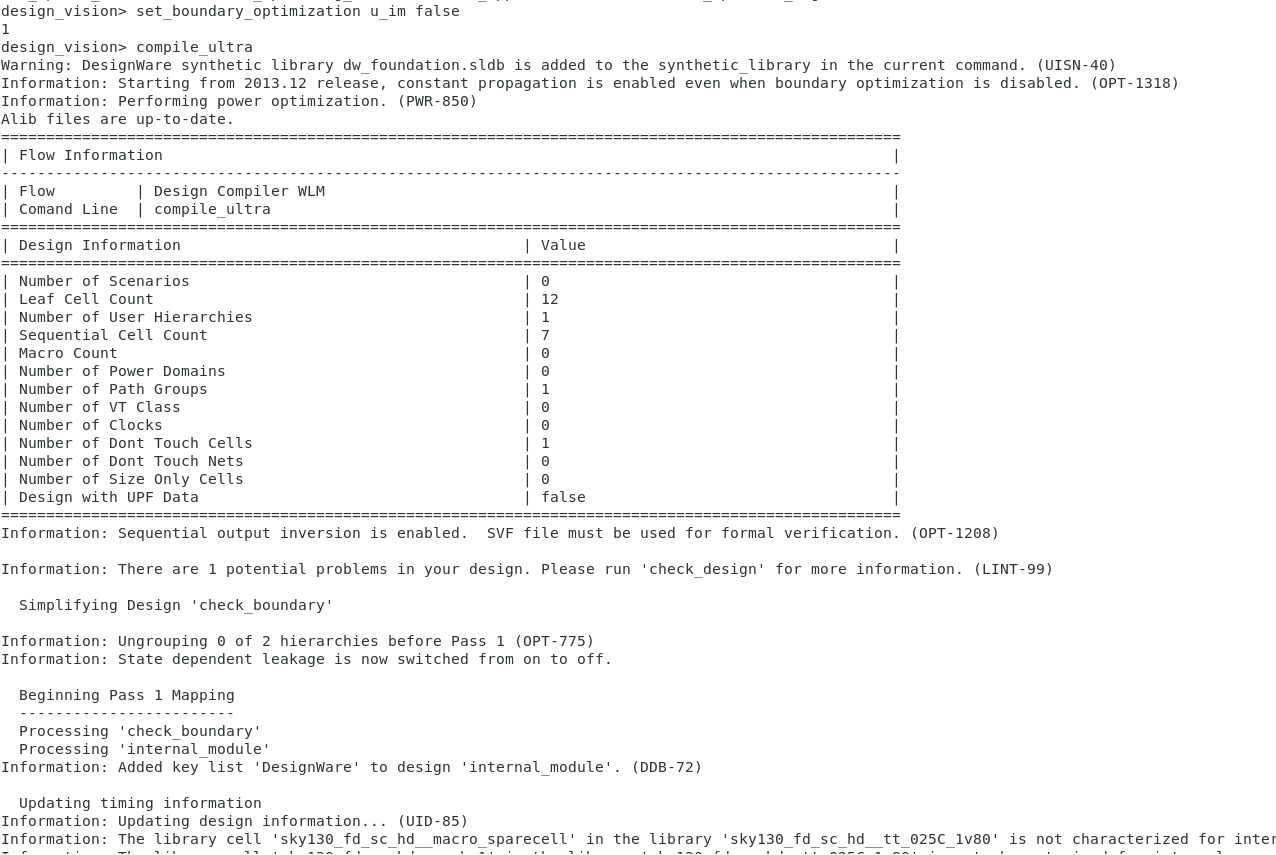 design_vision> set_boundary_optimization u_im false
1
design_vision> compile_ultra
Warning: DesignWare synthetic library dw_foundation.sldb is added to the synthetic_library in the current command. (UISN-40)
Information: Starting from 2013.12 release, constant propagation is enabled even when boundary optimization is disabled. (OPT-1318)
Information: Performing power optimization. (PWR-850)
Alib files are up-to-date.
====================================================================================================
| Flow Information                                                                                 |
----------------------------------------------------------------------------------------------------
| Flow         | Design Compiler WLM                                                               |
| Comand Line  | compile_ultra                                                                     |
====================================================================================================
| Design Information                                      | Value                                  |
====================================================================================================
| Number of Scenarios                                     | 0                                      |
| Leaf Cell Count                                         | 12                                     |
| Number of User Hierarchies                              | 1                                      |
| Sequential Cell Count                                   | 7                                      |
| Macro Count                                             | 0                                      |
| Number of Power Domains                                 | 0                                      |
| Number of Path Groups                                   | 1                                      |
| Number of VT Class                                      | 0                                      |
| Number of Clocks                                        | 0                                      |
| Number of Dont Touch Cells                              | 1                                      |
| Number of Dont Touch Nets                               | 0                                      |
| Number of Size Only Cells                               | 0                                      |
| Design with UPF Data                                    | false                                  |
====================================================================================================
Information: Sequential output inversion is enabled.  SVF file must be used for formal verification. (OPT-1208)
Information: There are 1 potential problems in your design. Please run 'check_design' for more information. (LINT-99)
  Simplifying Design 'check_boundary'
Information: Ungrouping 0 of 2 hierarchies before Pass 1 (OPT-775)
Information: State dependent leakage is now switched from on to off.
  Beginning Pass 1 Mapping
  ------------------------
  Processing 'check_boundary'
  Processing 'internal_module'
Information: Added key list 'DesignWare' to design 'internal_module'. (DDB-72)
  Updating timing information
Information: Updating design information... (UID-85)
Information: The library cell 'sky130_fd_sc_hd__macro_sparecell' in the library 'sky130_fd_sc_hd__tt_025C_1v80' is not characterized for inter